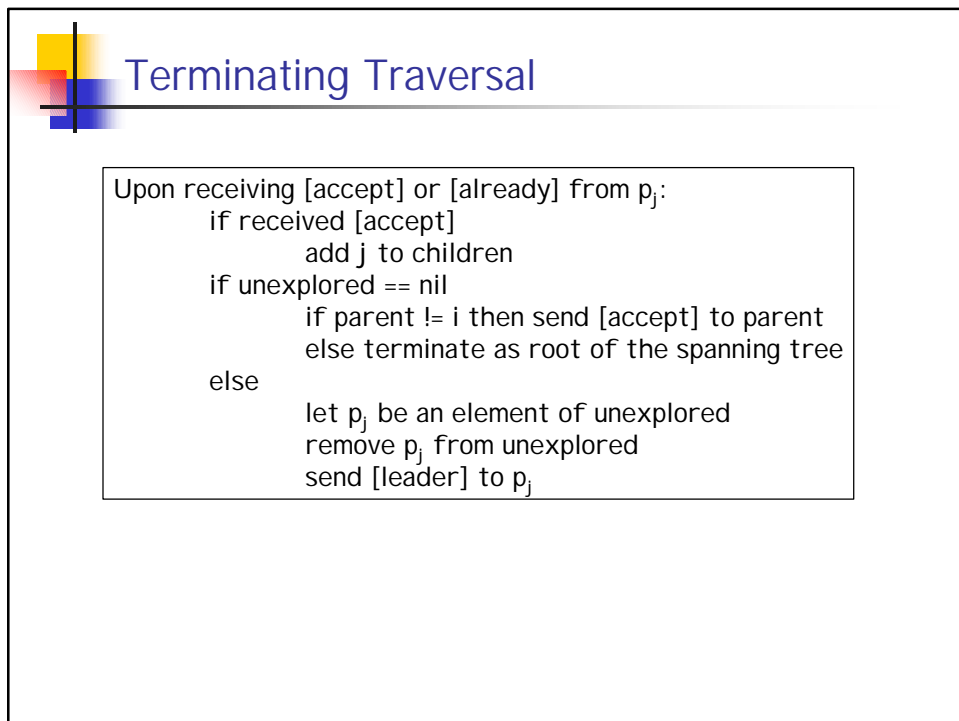 Terminating Traversal
Upon receiving [accept] or [already] from pj:
if received [accept]
add j to children
if unexplored == nil
if parent != i then send [accept] to parent
else terminate as root of the spanning tree
else
let pj be an element of unexplored
remove pj from unexplored
send [leader] to pj